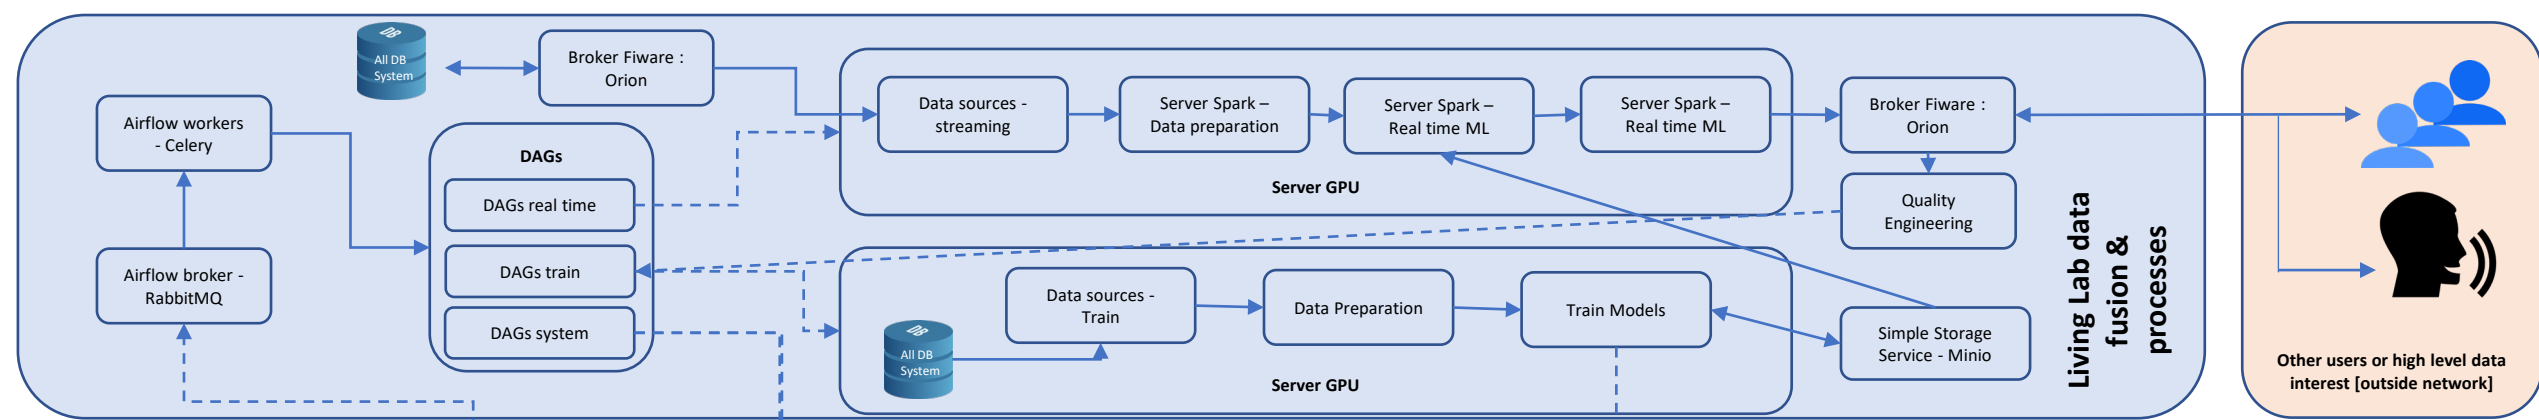 DB
All DB
System
Broker Fiware :
Orion
Airflow workers
- Celery
Airflow broker -
RabbitMQ
DAGs
DAGs real time
DAGs train
DAGs system
Data sources -
streaming
Server Spark –
Data preparation
Server Spark –
Real time ML
Server Spark –
Real time ML
Server GPU
Broker Fiware :
Orion
Quality
Engineering
DB
All DB
System
Data sources -
Train
Data Preparation
Train Models
Server GPU
Simple Storage
Service - Minio
Living Lab data
fusion &
processes
Other users or high level data
interest [outside network]